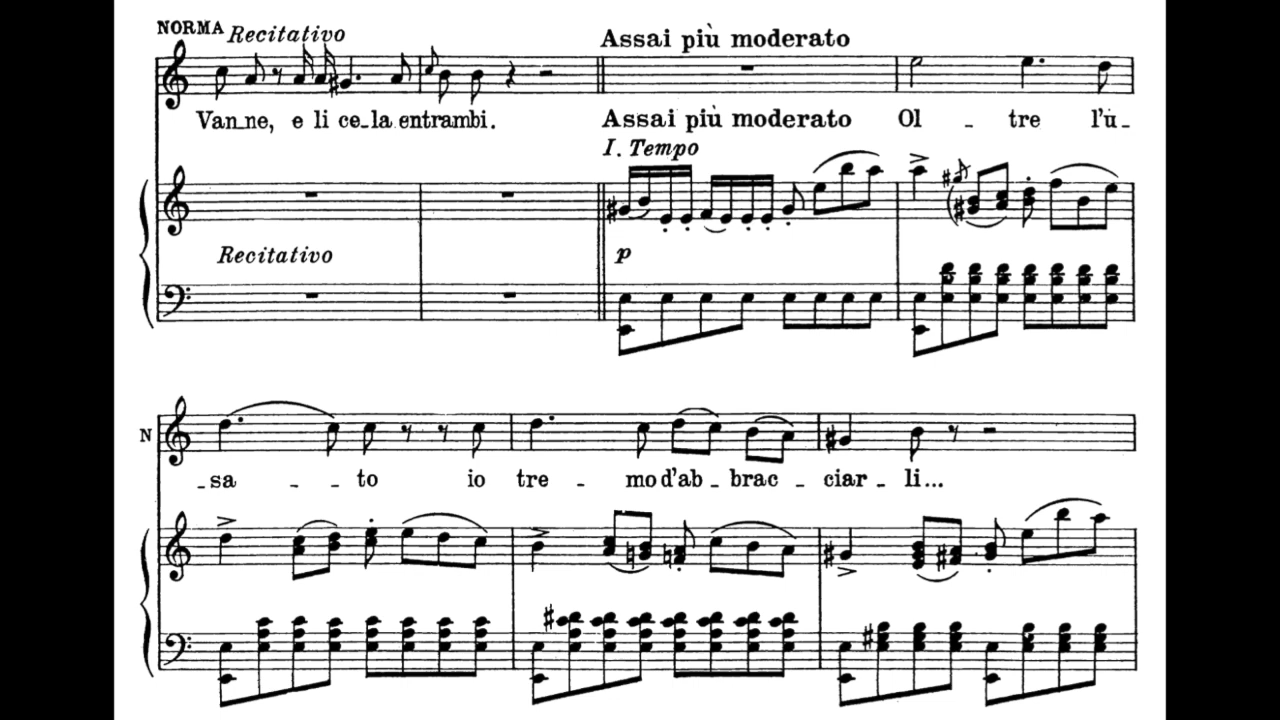 NORMA Recitativo
Assai più moderato
Van_ne, e li ce_la entrambi.
Assai più moderato
Ol _ tre l'u_
I. Tempo
Recitativo
p
N
_sa _ _ to io tre _ mo d'ab _ brac _ ciar _ li...